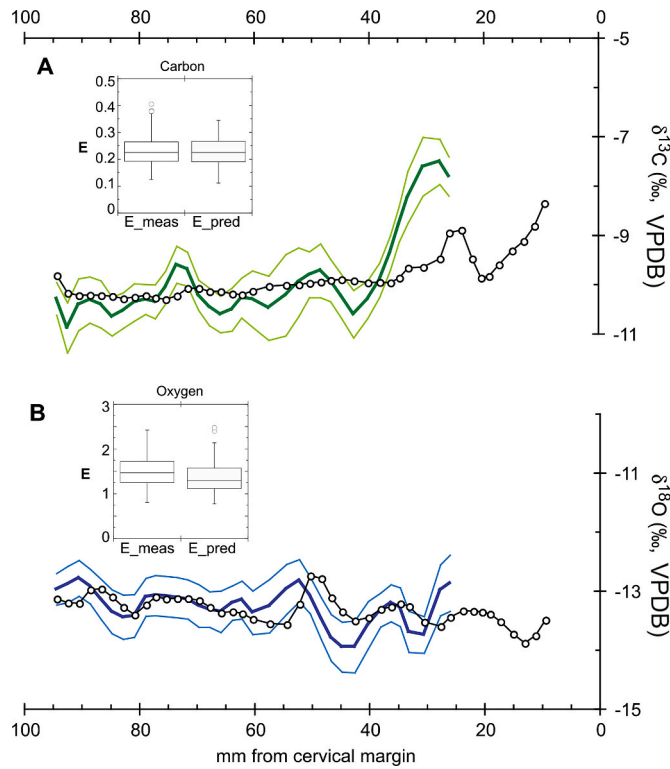 100 80 60 40 20 0
-5
A
Carbon
0.5
0.4
0.3
E
0.2
0.1
0
E_meas E_pred
-7
-9
-11
δ13C (‰, VPDB)
B
Oxygen
3
2
E
1
0
E_meas E_pred
-11
-13
-15
δ18O (‰, VPDB)
100 80 60 40 20 0
mm from cervical margin